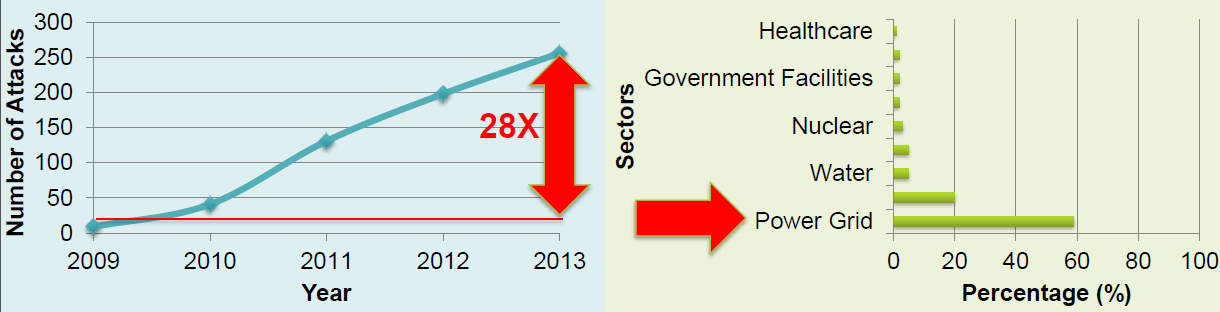 Number of Attacks
300
250
200
150
100
50
0
28X
2009 2010 2011 2012 2013
Year
Sectors
Healthcare
Government Facilities
Nuclear
Water
Power Grid
0 20 40 60 80 100
Percentage (%)